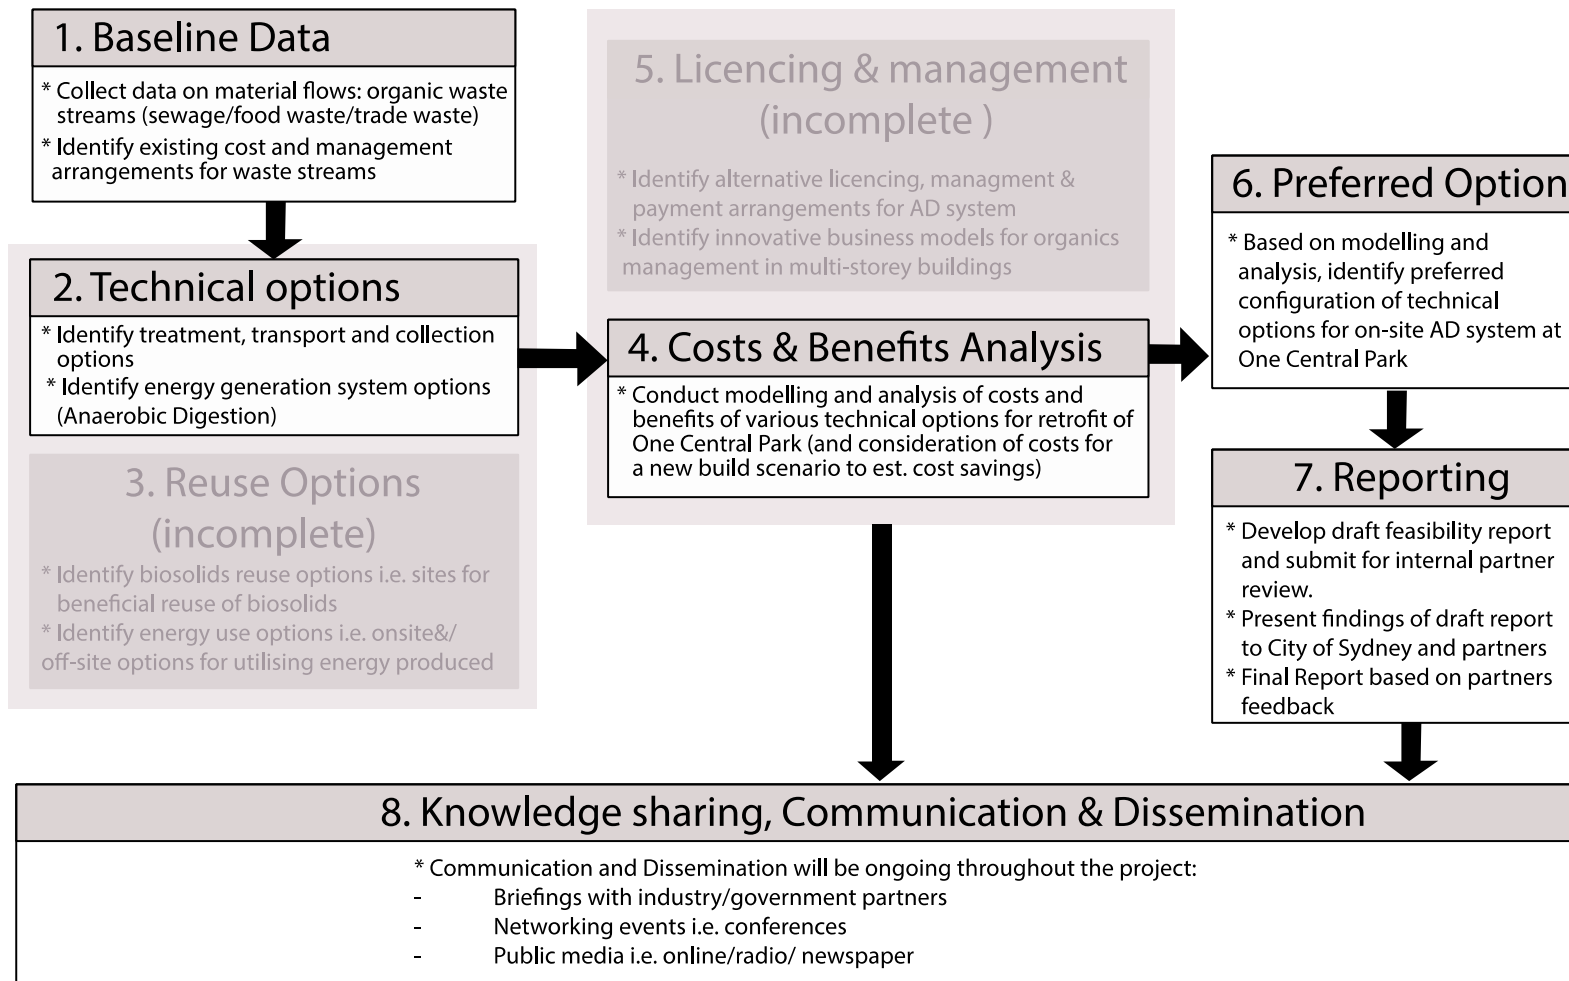 1. Baseline Data
* Collect data on material flows: organic waste
streams (sewage/food waste/trade waste)
* Identify existing cost and management
arrangements for waste streams
2. Technical options
* Identify treatment, transport and collection
options
* Identify energy generation system options
(Anaerobic Digestion)
3. Reuse Options
(incomplete)
* Identify biosolids reuse options i.e. sites for
beneficial reuse of biosolids
* Identify energy use options i.e. onsite&/
off-site options for utilising energy produced
5. Licencing & management
(incomplete )
* Identify alternative licencing, managment &
payment arrangements for AD system
* Identify innovative business models for organics
management in multi-storey buildings
4. Costs & Benefits Analysis
* Conduct modelling and analysis of costs and
benefits of various technical options for retrofit of
One Central Park (and consideration of costs for
a new build scenario to est. cost savings)
6. Preferred Option
* Based on modelling and
analysis, identify preferred
configuration of technical
options for on-site AD system at
One Central Park
7. Reporting
* Develop draft feasibility report
and submit for internal partner
review.
* Present findings of draft report
to City of Sydney and partners
* Final Report based on partners
feedback
8. Knowledge sharing, Communication & Dissemination
* Communication and Dissemination will be ongoing throughout the project:
- Briefings with industry/government partners
- Networking events i.e. conferences
- Public media i.e. online/radio/ newspaper